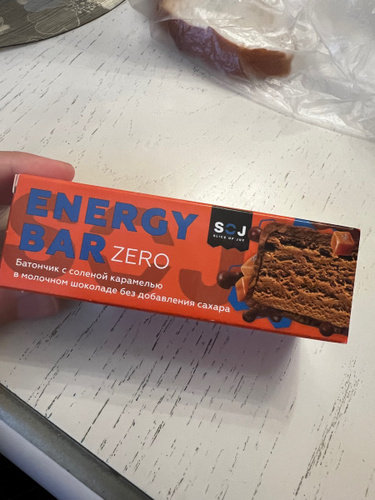 ENERGY
BAR ZERO
SOJ
SLICE OF JOY
Батончик с соленой карамелью
в молочном шоколаде без добавления сахара